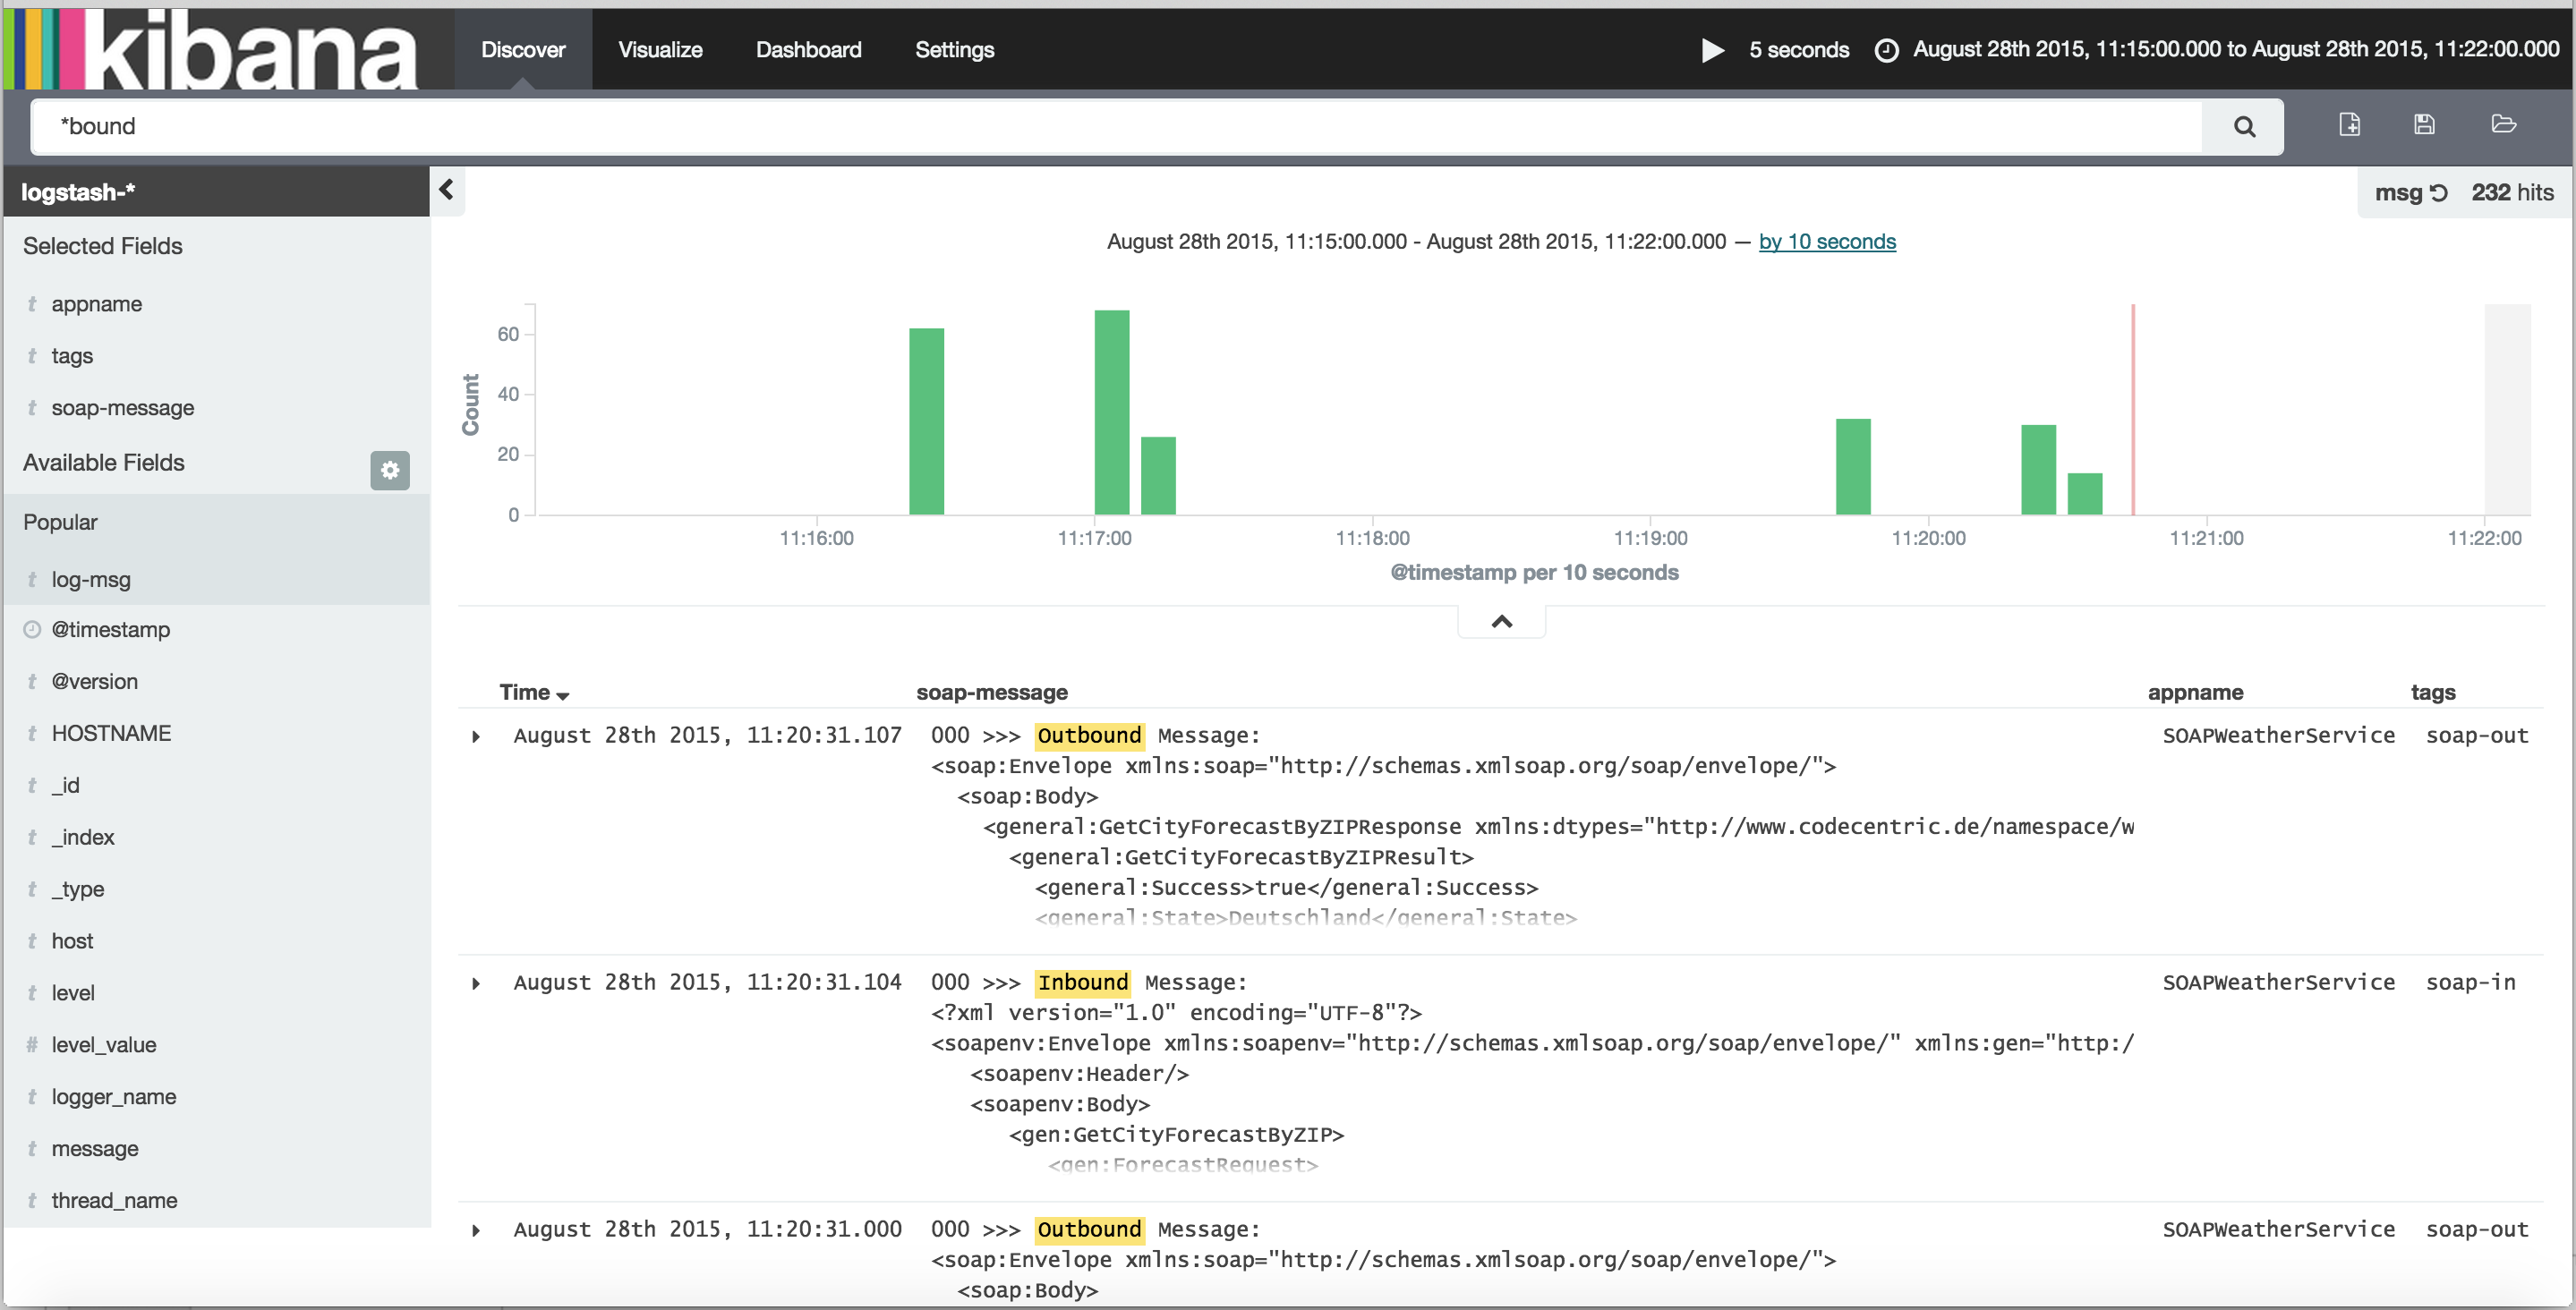 kibana Discover Visualize Dashboard Settings 5 seconds August 28th 2015, 11:15:00.000 to August 28th 2015, 11:22:00.000
*bound
logstash-*
msg 232 hits
Selected Fields
t appname
t tags
t soap-message
Available Fields
Popular
t log-msg
@timestamp
t @version
t HOSTNAME
t _id
t _index
t _type
t host
t level
# level_value
t logger_name
t message
t thread_name
August 28th 2015, 11:15:00.000 - August 28th 2015, 11:22:00.000 — by 10 seconds
Count
60
40
20
0
11:16:00 11:17:00 11:18:00 11:19:00 11:20:00 11:21:00 11:22:00
@timestamp per 10 seconds
Time soap-message appname tags
August 28th 2015, 11:20:31.107 000 >>> Outbound Message: SOAPWeatherService soap-out
<soap:Envelope xmlns:soap="http://schemas.xmlsoap.org/soap/envelope/">
<soap:Body>
<general:GetCityForecastByZIPResponse xmlns:dtypes="http://www.codecentric.de/namespace/w
<general:GetCityForecastByZIPResult>
<general:Success>true</general:Success>
<general:State>Deutschland</general:State>
August 28th 2015, 11:20:31.104 000 >>> Inbound Message: SOAPWeatherService soap-in
<?xml version="1.0" encoding="UTF-8"?>
<soapenv:Envelope xmlns:soapenv="http://schemas.xmlsoap.org/soap/envelope/" xmlns:gen="http:/
<soapenv:Header/>
<soapenv:Body>
<gen:GetCityForecastByZIP>
<gen:ForecastRequest>
August 28th 2015, 11:20:31.000 000 >>> Outbound Message: SOAPWeatherService soap-out
<soap:Envelope xmlns:soap="http://schemas.xmlsoap.org/soap/envelope/">
<soap:Body>